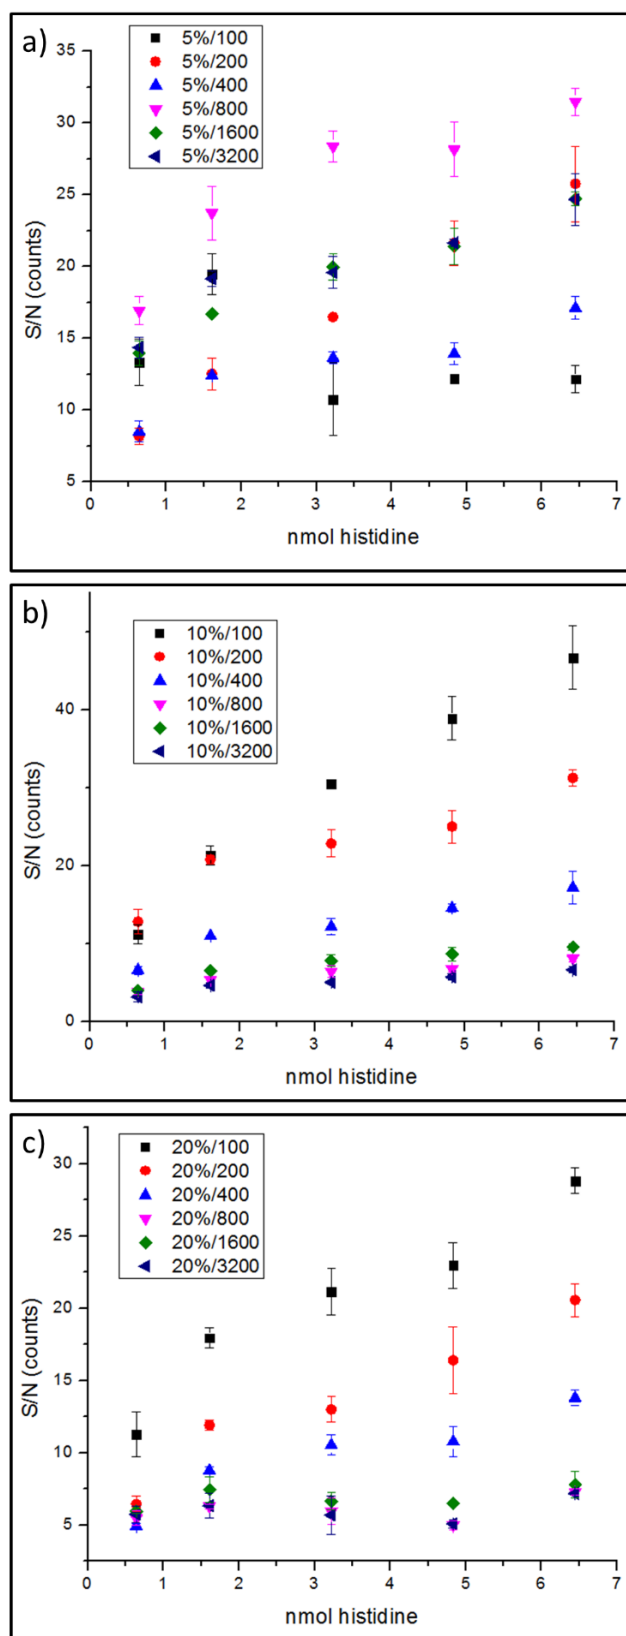 a)
5%/100
5%/200
5%/400
5%/800
5%/1600
5%/3200
35
30
25
20
15
10
5
S/N (counts)
0 1 2 3 4 5 6 7
nmol histidine
b)
10%/100
10%/200
10%/400
10%/800
10%/1600
10%/3200
40
20
0
S/N (counts)
0 1 2 3 4 5 6 7
nmol histidine
c)
20%/100
20%/200
20%/400
20%/800
20%/1600
20%/3200
30
25
20
15
10
5
S/N (counts)
0 1 2 3 4 5 6 7
nmol histidine